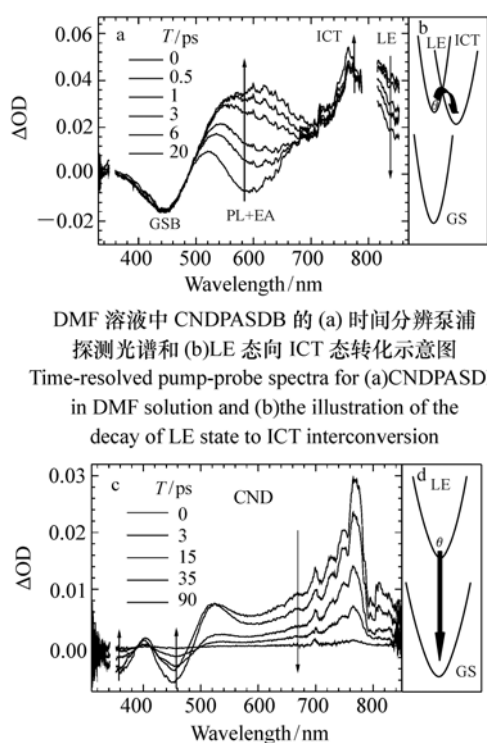 0.06
a
T/ps
0
0.5
1
3
6
20
ICT
LE
0.04
0.02
0.00
−0.02
ΔOD
GSB
PL+EA
400 500 600 700 800
Wavelength/nm
b
LE ICT
θ
GS
DMF 溶液中 CNDPASDB 的 (a) 时间分辨泵浦
探测光谱和 (b)LE 态向 ICT 态转化示意图
Time-resolved pump-probe spectra for (a)CNDPASD
in DMF solution and (b)the illustration of the
decay of LE state to ICT interconversion
0.03
c
T/ps
0
3
15
35
90
CND
0.02
0.01
0.00
ΔOD
400 500 600 700 800
Wavelength/nm
d
LE
θ
GS